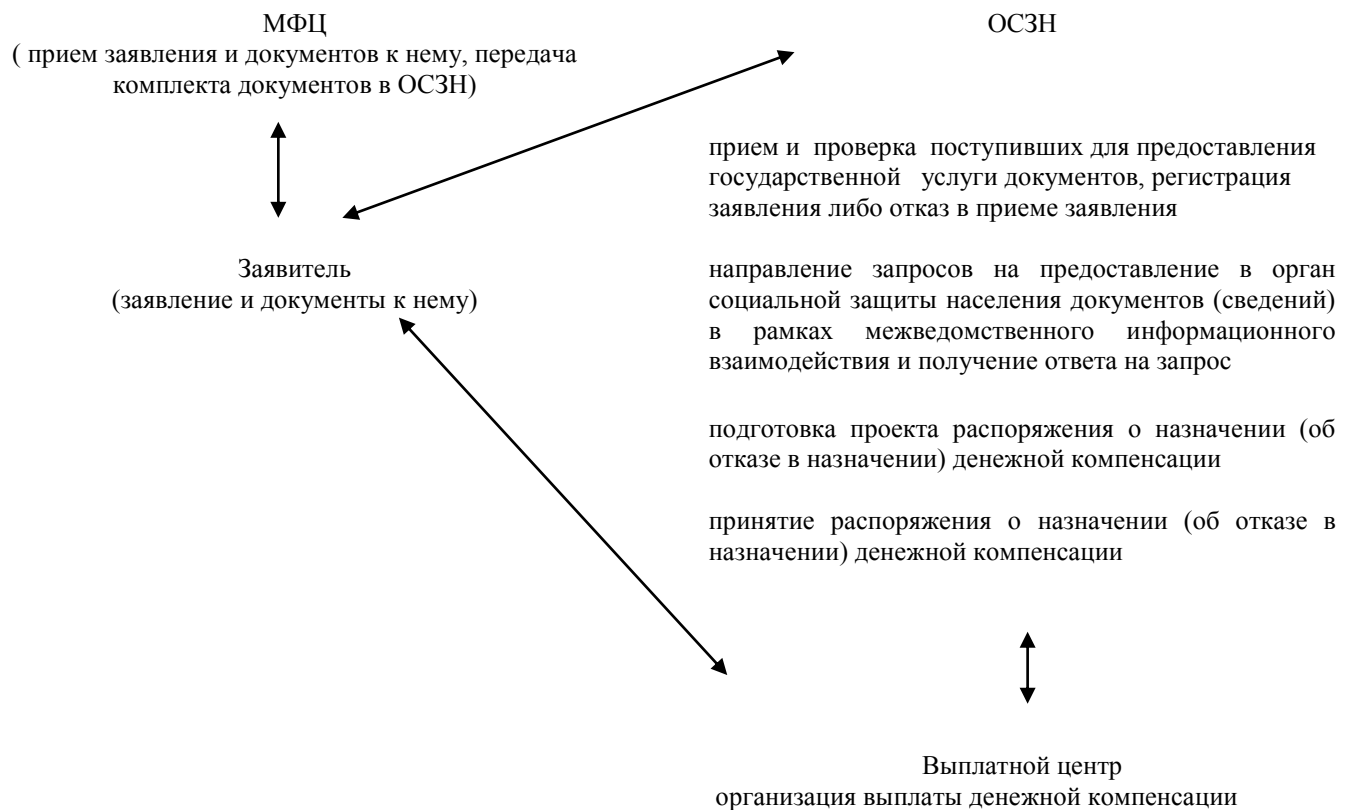 МФЦ
( прием заявления и документов к нему, передача
комплекта документов в ОСЗН)
Заявитель
(заявление и документы к нему)
ОСЗН
прием и проверка поступивших для предоставления
государственной услуги документов, регистрация
заявления либо отказ в приеме заявления
направление запросов на предоставление в орган
социальной защиты населения документов (сведений)
в рамках межведомственного информационного
взаимодействия и получение ответа на запрос
подготовка проекта распоряжения о назначении (об
отказе в назначении) денежной компенсации
принятие распоряжения о назначении (об отказе в
назначении) денежной компенсации
Выплатной центр
организация выплаты денежной компенсации